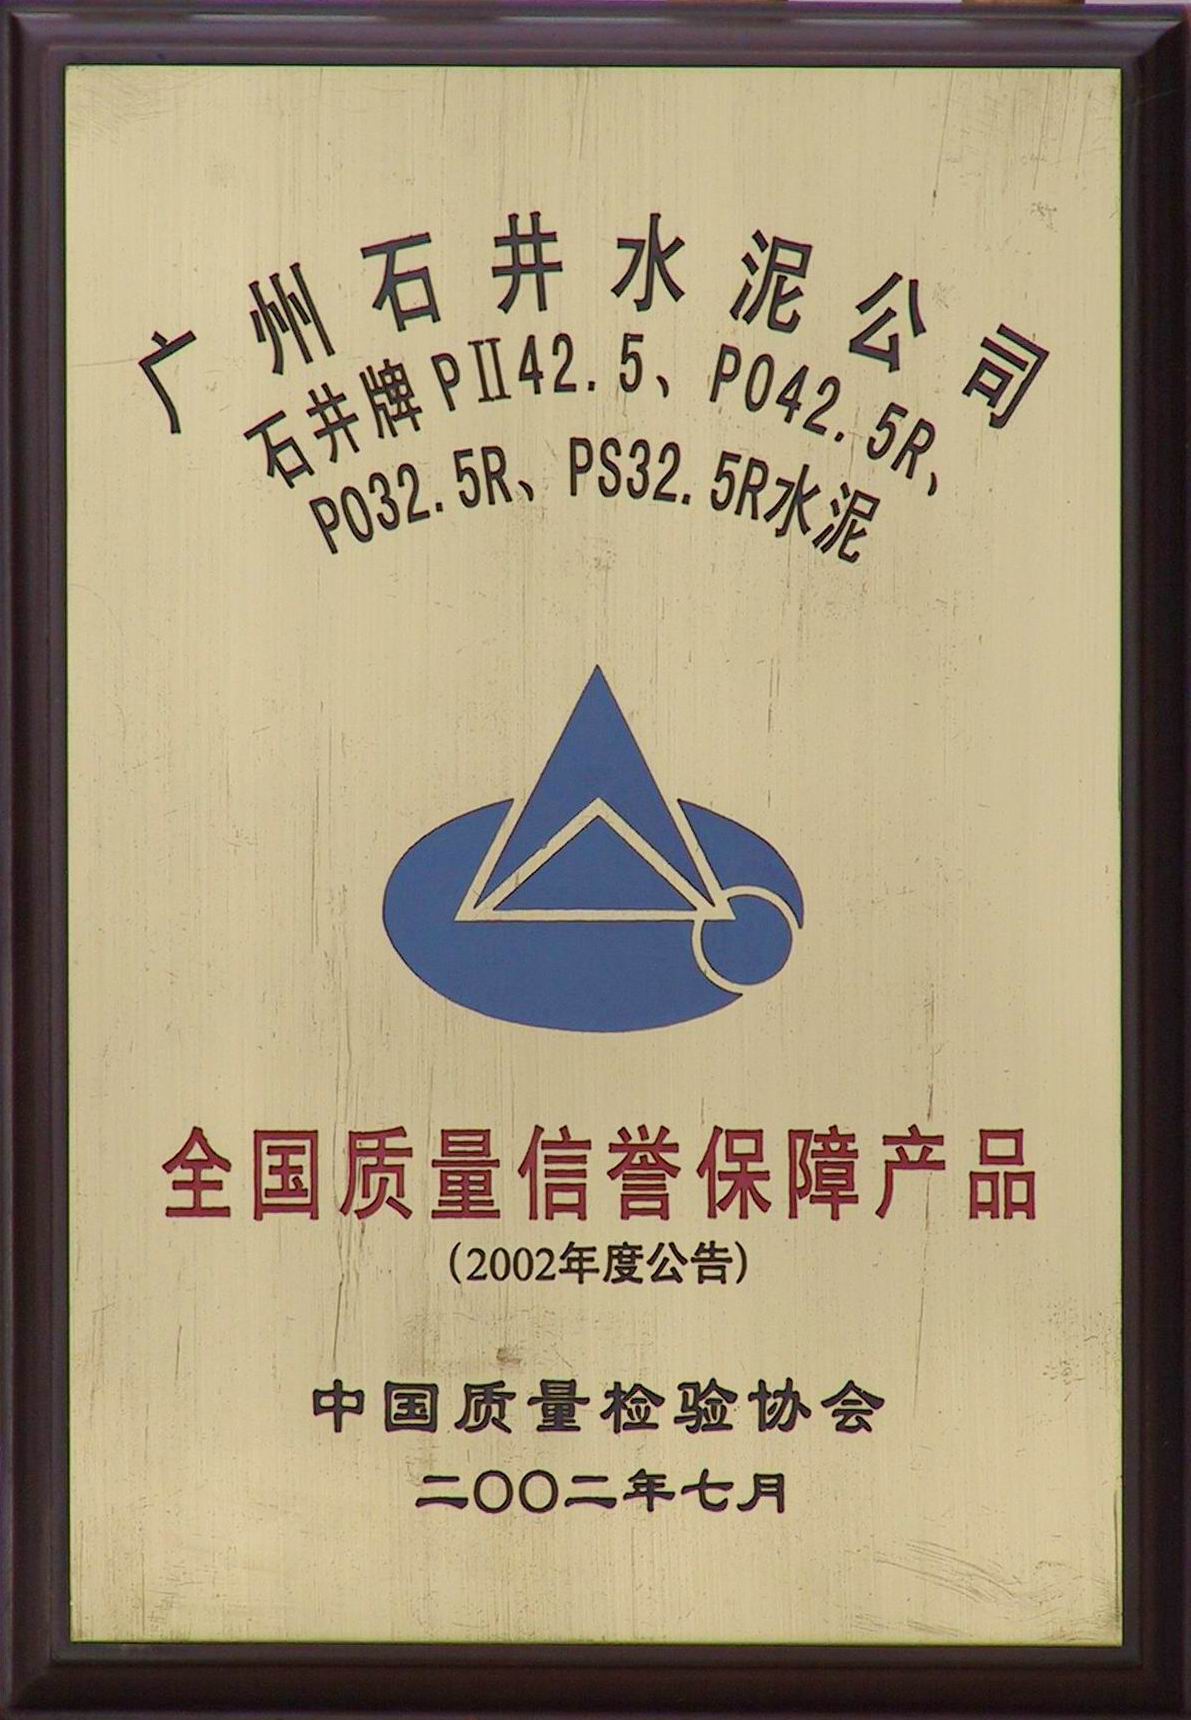 广州石井水泥公司
石井牌PⅡ42.5、PO42.5R、
PO32.5R、PS32.5R水泥
全国质量信誉保障产品
(2002年度公告)
中国质量检验协会
二〇〇二年七月